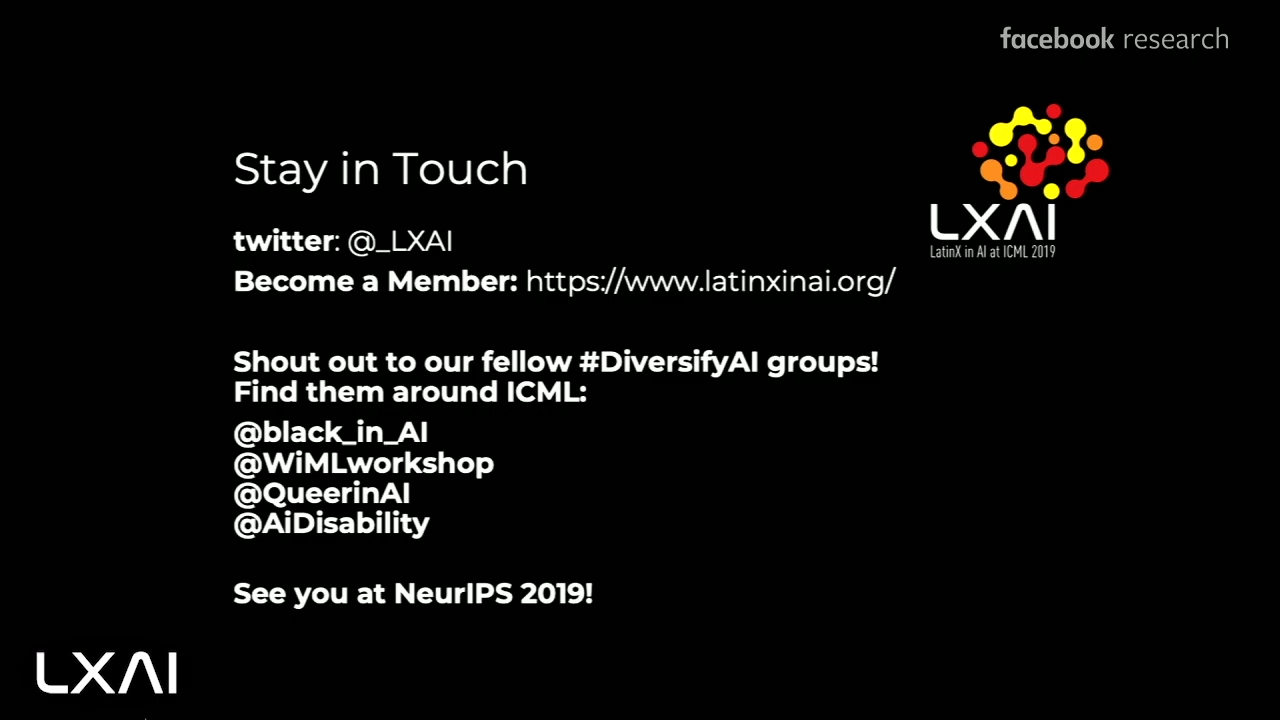 facebook research
LXAI
LatinX in AI at ICML 2019
Stay in Touch
twitter: @_LXAI
Become a Member: https://www.latinxinai.org/
Shout out to our fellow #DiversifyAI groups!
Find them around ICML:
@black_in_AI
@WiMLworkshop
@QueerinAI
@AiDisability
See you at NeurIPS 2019!
LXAI